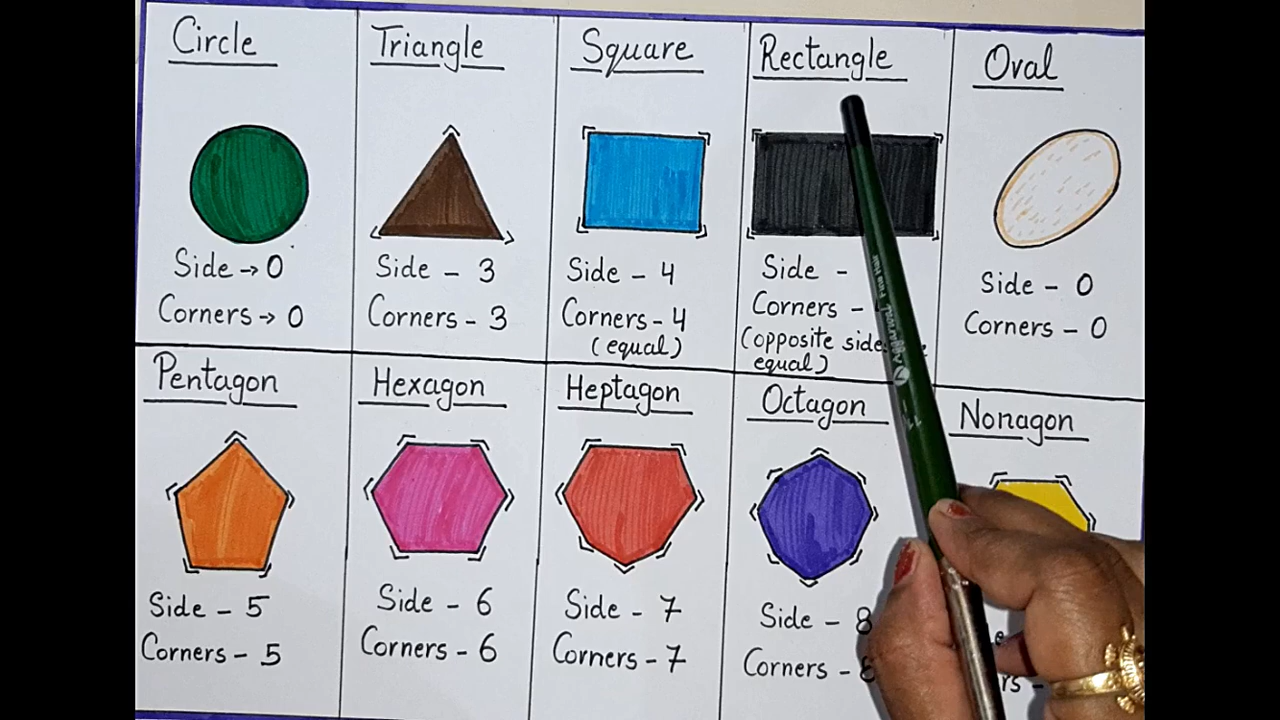 Circle
Side → 0
Corners → 0
Triangle
Side - 3
Corners - 3
Square
Side - 4
Corners - 4
(equal)
Rectangle
Side -
Corners -
(opposite side
equal)
Oval
Side - 0
Corners - 0
Pentagon
Side - 5
Corners - 5
Hexagon
Side - 6
Corners - 6
Heptagon
Side - 7
Corners - 7
Octagon
Side - 8
Corners -
Nonagon